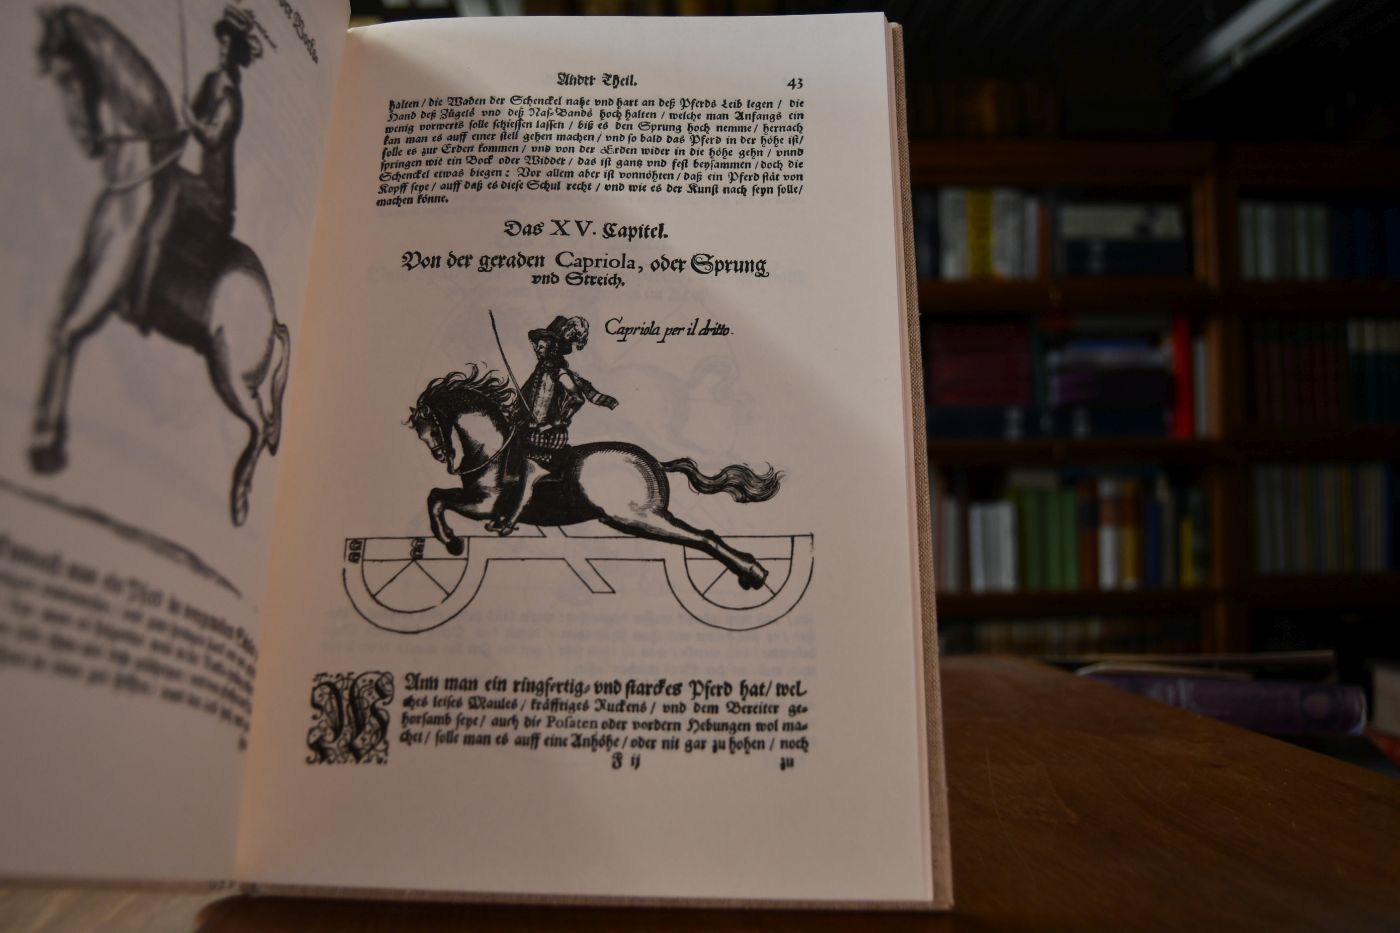 Ander Theil.
43
halten / die Waden der Schenckel nahe vnd hart an deß Pferds Leib legen / die
Hand deß Zügels vnd deß Naß-Bands hoch halten / welche man Anfangs ein
wenig vorwerts solle schiessen lassen / biß es den Sprung hoch nemme / hernach
kan man es auff einer stell gehen machen / vnd so bald das Pferd in der höhe ist /
solle es zur Erden kommen / vnd von der Erden wider in die höhe gehn / vnnd
springen wie ein Bock oder Widder / das ist gantz vnd fest beysammen / doch die
Schenckel etwas biegen : Vor allem aber ist vonnöhten / daß ein Pferd stät von
Kopff seye / auff daß es diese Schul recht / vnd wie es der Kunst nach seyn solle /
machen könne.
Das XV. Capitel.
Von der geraden Capriola, oder Sprung
vnd Streich.
Capriola per il dritto.
WAnn man ein ringfertig- vnd starckes Pferd hat / wel-
ches leises Maules / kräfftiges Ruckens / vnd dem Bereiter ge-
horsamb seye / auch die Posaten oder vordern Hebungen wol ma-
chet / solle man es auff eine Anhöhe / oder nit gar zu hohen / noch
F ij
zu